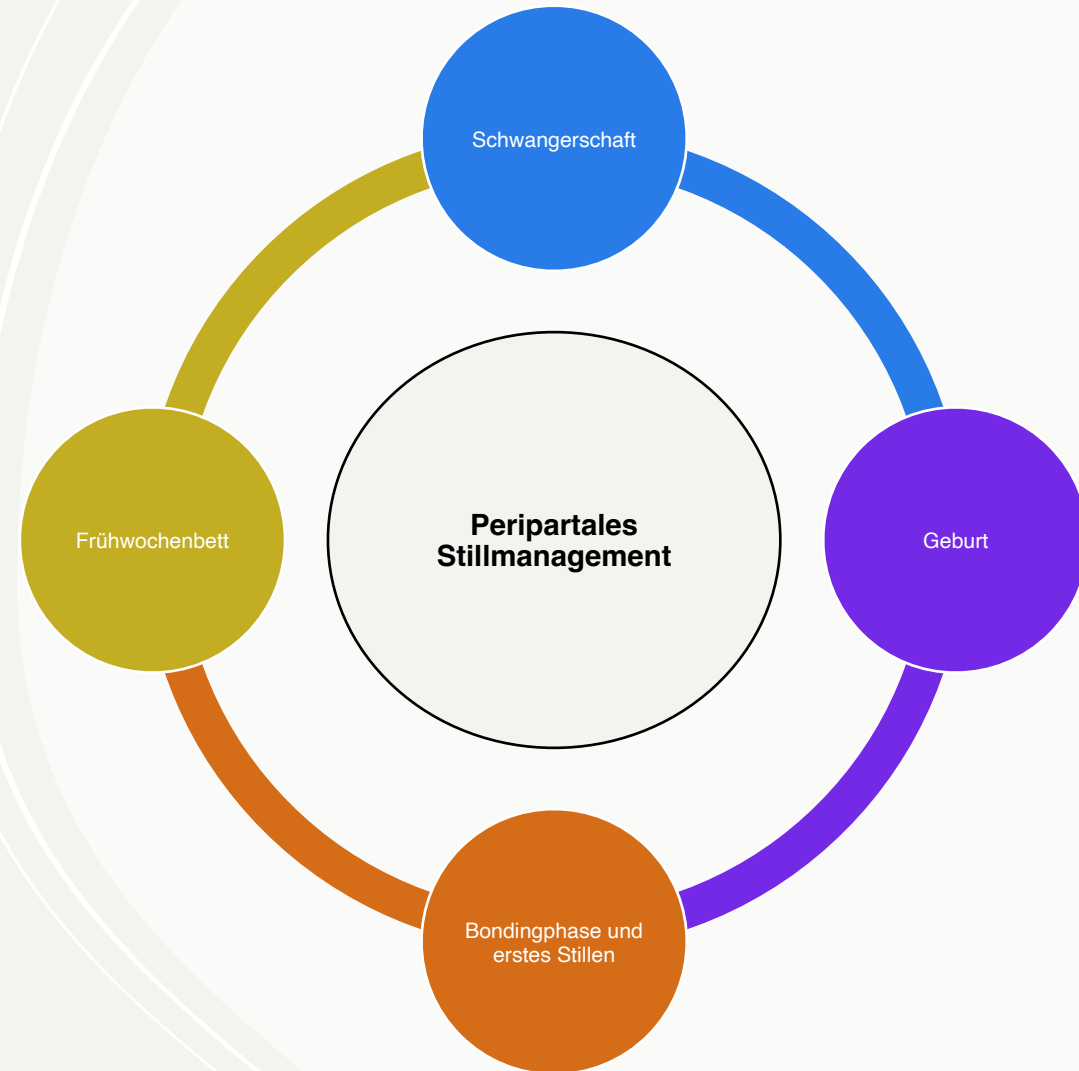 Schwangerschaft
Peripartales
Stillmanagement
Frühwochenbett
Geburt
Bondingphase und
erstes Stillen